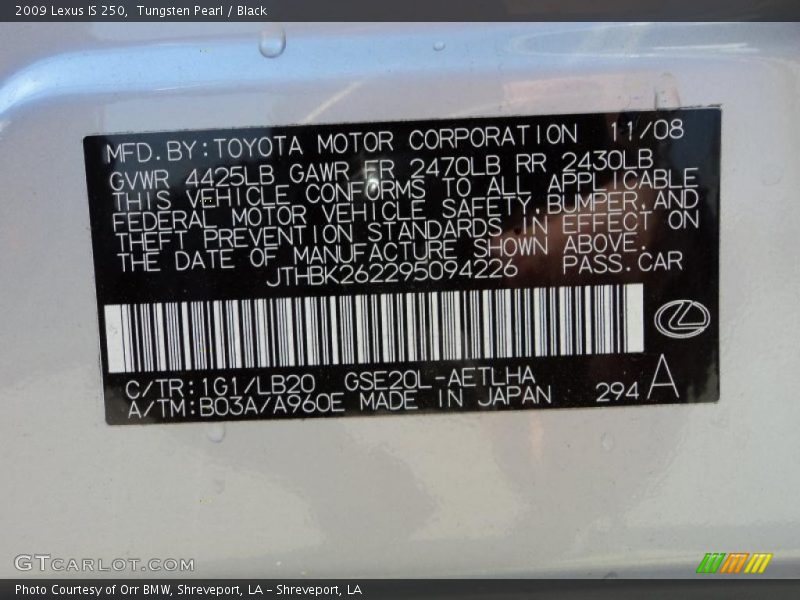 2009 Lexus IS 250,  Tungsten Pearl / Black
MFD.BY:TOYOTA MOTOR CORPORATION 11/08
GVWR 4425LB GAWR FR 2470LB RR 2430LB
THIS VEHICLE CONFORMS TO ALL APPLICABLE
FEDERAL MOTOR VEHICLE SAFETY,BUMPER,AND
THEFT PREVENTION STANDARDS IN EFFECT ON
THE DATE OF MANUFACTURE SHOWN ABOVE.
JTHBK262295094226 PASS.CAR
C/TR:1G1/LB20 GSE20L-AETLHA
A/TM:B03A/A960E MADE IN JAPAN 294 A
GTCARLOT.COM
Photo Courtesy of Orr BMW, Shreveport, LA - Shreveport, LA